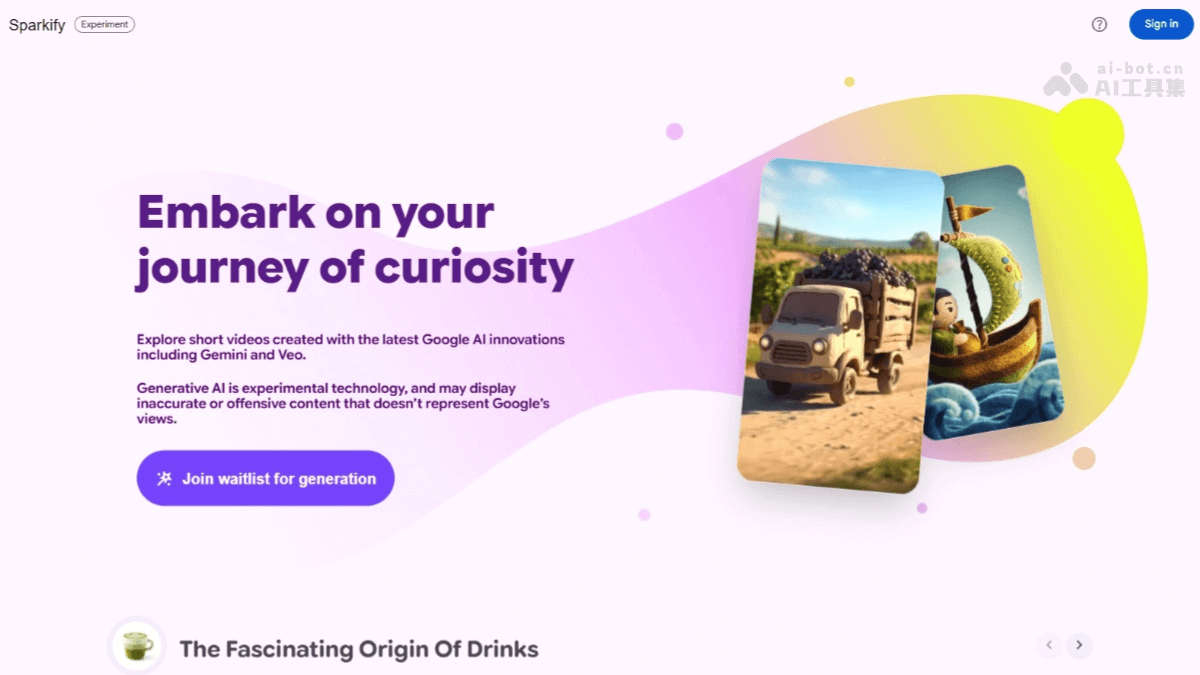 Sparkify
Experiment
Sign in
ai-bot.cn
AI工具集
Embark on your
journey of curiosity
Explore short videos created with the latest Google AI innovations
including Gemini and Veo.
Generative AI is experimental technology, and may display
inaccurate or offensive content that doesn't represent Google's
views.
Join waitlist for generation
The Fascinating Origin Of Drinks